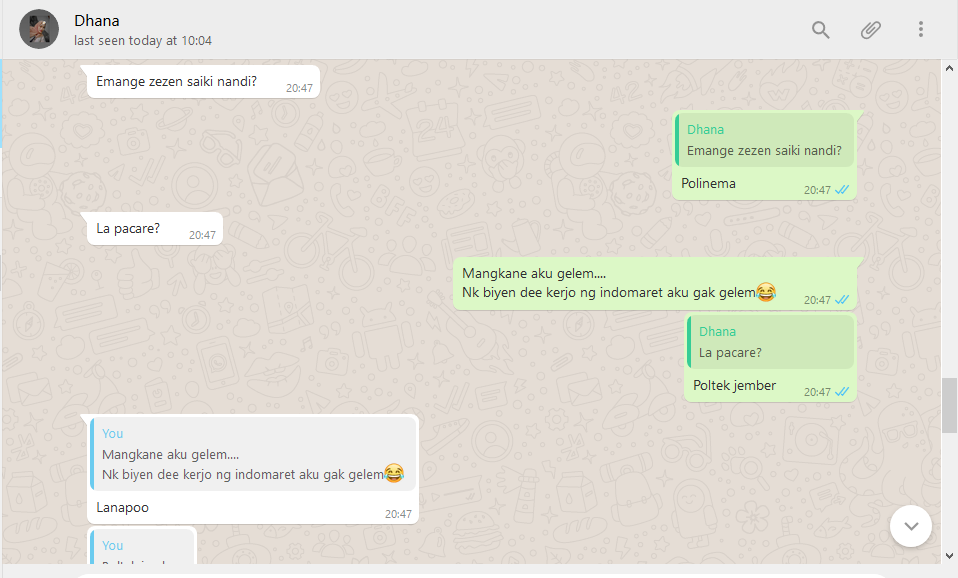 Dhana
last seen today at 10:04
Emange zezen saiki nandi?
20:47
Dhana
Emange zezen saiki nandi?
Polinema
20:47
La pacare?
20:47
Mangkane aku gelem....
Nk biyen dee kerjo ng indomaret aku gak gelem😂
20:47
Dhana
La pacare?
Poltek jember
20:47
You
Mangkane aku gelem....
Nk biyen dee kerjo ng indomaret aku gak gelem😂
Lanapoo
20:47
You